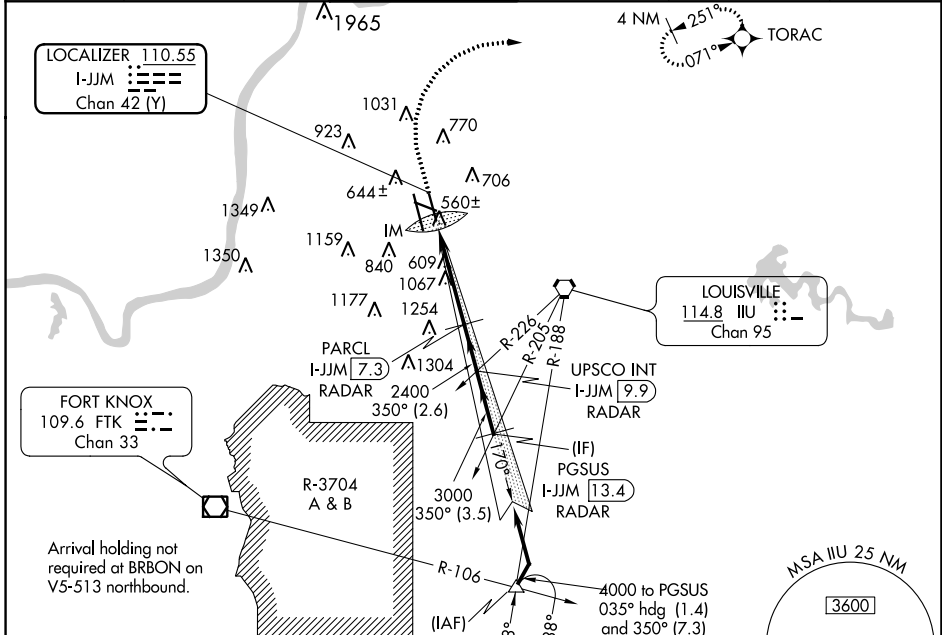 1965
4 NM
251°
071°
TORAC
LOCALIZER 110.55
I-JJM
Chan 42 (Y)
1031
923
770
644±
706
1349
560±
IM
1159
840
1350
609
1067
1177
1254
LOUISVILLE
114.8 IIU
Chan 95
R-226
R-205
R-188
PARCL
I-JJM 7.3
RADAR
1304
2400
350° (2.6)
UPSCO INT
I-JJM 9.9
RADAR
FORT KNOX
109.6 FTK
Chan 33
170°
(IF)
PGSUS
I-JJM 13.4
RADAR
R-3704
A & B
3000
350° (3.5)
Arrival holding not
required at BRBON on
V5-513 northbound.
R-106
(IAF)
4000 to PGSUS
035° hdg (1.4)
and 350° (7.3)
MSA IIU 25 NM
3600